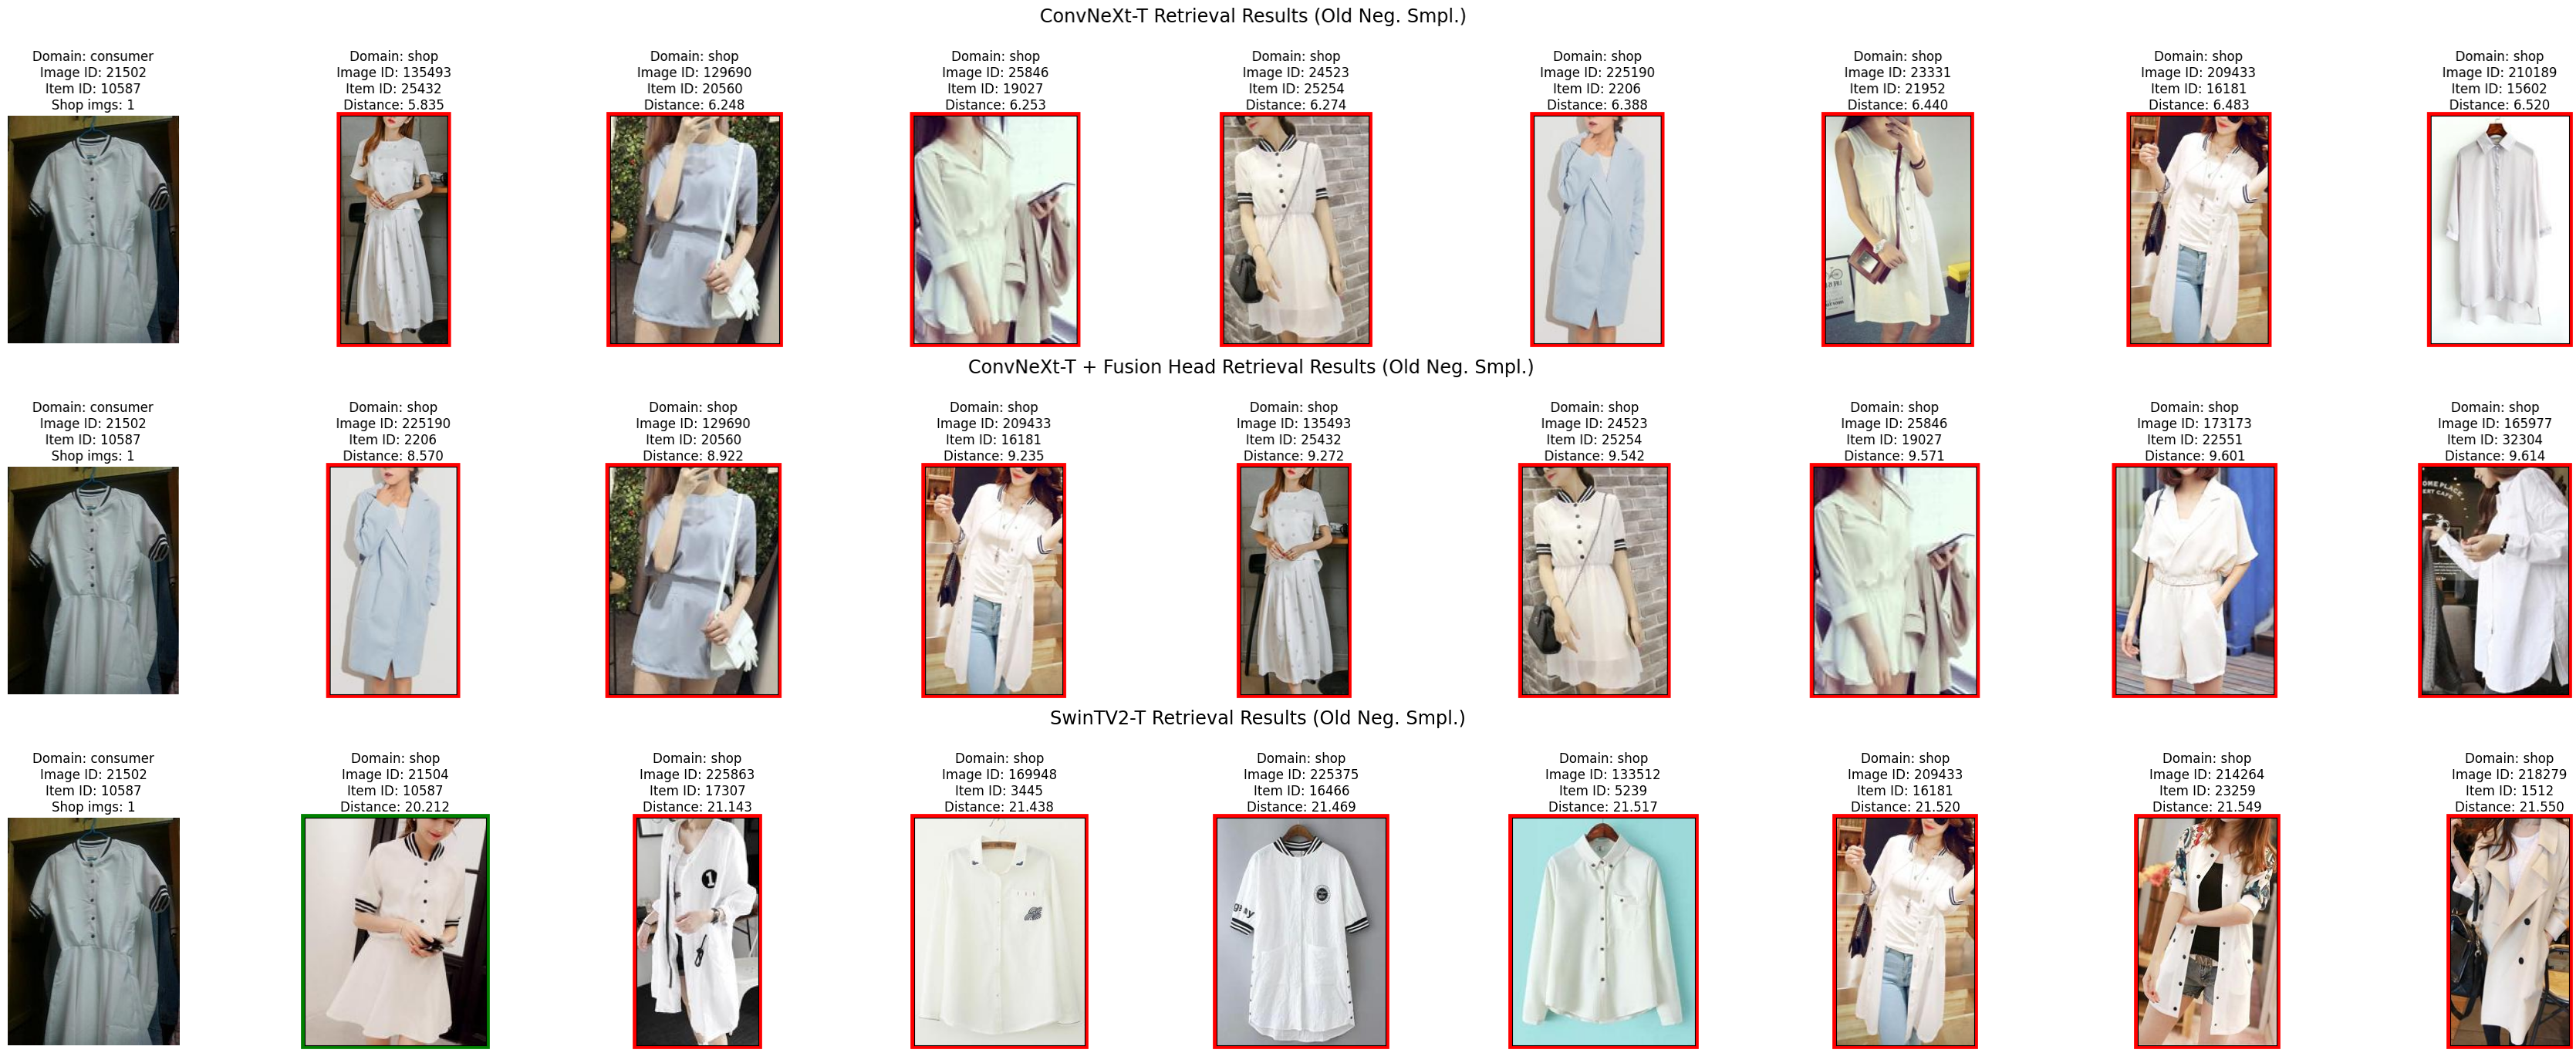 ConvNeXt-T Retrieval Results (Old Neg. Smpl.)
Domain: consumer
Image ID: 21502
Item ID: 10587
Shop imgs: 1
Domain: shop
Image ID: 135493
Item ID: 25432
Distance: 5.835
Domain: shop
Image ID: 129690
Item ID: 20560
Distance: 6.248
Domain: shop
Image ID: 25846
Item ID: 19027
Distance: 6.253
Domain: shop
Image ID: 24523
Item ID: 25254
Distance: 6.274
Domain: shop
Image ID: 225190
Item ID: 2206
Distance: 6.388
Domain: shop
Image ID: 23331
Item ID: 21952
Distance: 6.440
Domain: shop
Image ID: 209433
Item ID: 16181
Distance: 6.483
Domain: shop
Image ID: 210189
Item ID: 15602
Distance: 6.520
ConvNeXt-T + Fusion Head Retrieval Results (Old Neg. Smpl.)
Domain: consumer
Image ID: 21502
Item ID: 10587
Shop imgs: 1
Domain: shop
Image ID: 225190
Item ID: 2206
Distance: 8.570
Domain: shop
Image ID: 129690
Item ID: 20560
Distance: 8.922
Domain: shop
Image ID: 209433
Item ID: 16181
Distance: 9.235
Domain: shop
Image ID: 135493
Item ID: 25432
Distance: 9.272
Domain: shop
Image ID: 24523
Item ID: 25254
Distance: 9.542
Domain: shop
Image ID: 25846
Item ID: 19027
Distance: 9.571
Domain: shop
Image ID: 173173
Item ID: 22551
Distance: 9.601
Domain: shop
Image ID: 165977
Item ID: 32304
Distance: 9.614
OME PLACE
ERT CAFE
SwinTV2-T Retrieval Results (Old Neg. Smpl.)
Domain: consumer
Image ID: 21502
Item ID: 10587
Shop imgs: 1
Domain: shop
Image ID: 21504
Item ID: 10587
Distance: 20.212
Domain: shop
Image ID: 225863
Item ID: 17307
Distance: 21.143
1
Domain: shop
Image ID: 169948
Item ID: 3445
Distance: 21.438
Domain: shop
Image ID: 225375
Item ID: 16466
Distance: 21.469
Domain: shop
Image ID: 133512
Item ID: 5239
Distance: 21.517
Domain: shop
Image ID: 209433
Item ID: 16181
Distance: 21.520
Domain: shop
Image ID: 214264
Item ID: 23259
Distance: 21.549
Domain: shop
Image ID: 218279
Item ID: 1512
Distance: 21.550